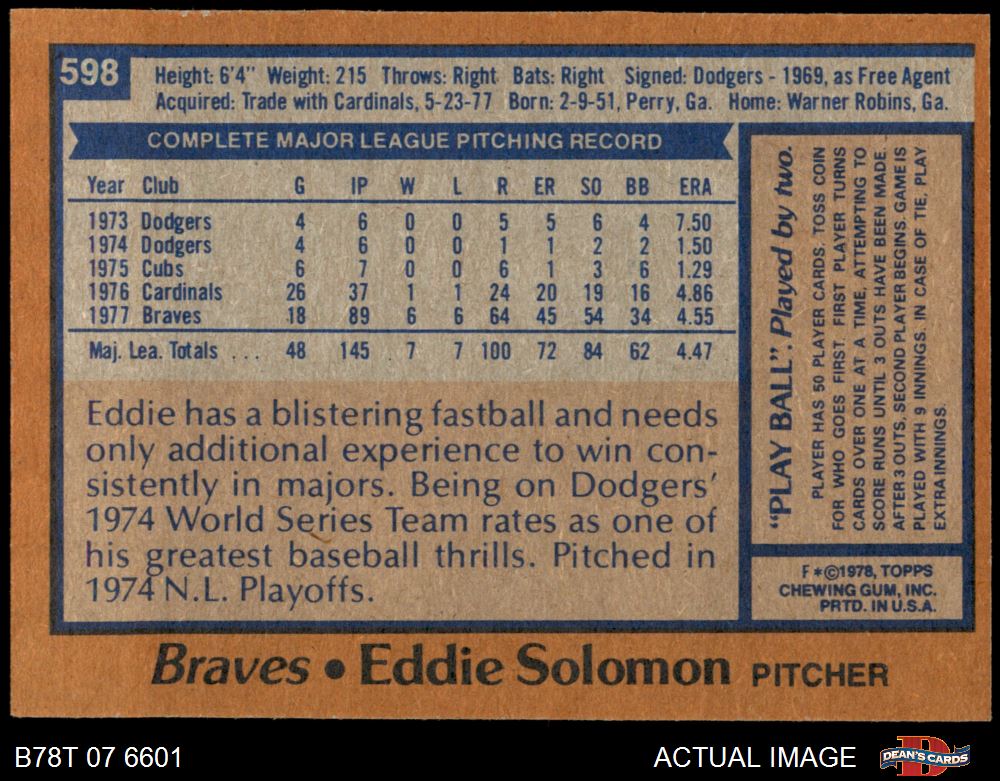 598
Height: 6'4" Weight: 215 Throws: Right Bats: Right Signed: Dodgers - 1969, as Free Agent
Acquired: Trade with Cardinals, 5-23-77 Born: 2-9-51, Perry, Ga. Home: Warner Robins, Ga.
COMPLETE MAJOR LEAGUE PITCHING RECORD
Year Club G IP W L R ER SO BB ERA
1973 Dodgers 4 6 0 0 5 5 6 4 7.50
1974 Dodgers 4 6 0 0 1 1 2 2 1.50
1975 Cubs 6 7 0 0 6 1 3 6 1.29
1976 Cardinals 26 37 1 1 24 20 19 16 4.86
1977 Braves 18 89 6 6 64 45 54 34 4.55
Maj. Lea. Totals ... 48 145 7 7 100 72 84 62 4.47
Eddie has a blistering fastball and needs
only additional experience to win con-
sistently in majors. Being on Dodgers'
1974 World Series Team rates as one of
his greatest baseball thrills. Pitched in
1974 N.L. Playoffs.
"PLAY BALL". Played by two.
PLAYER HAS 50 PLAYER CARDS. TOSS COIN
FOR WHO GOES FIRST. FIRST PLAYER TURNS
CARDS OVER ONE AT A TIME, ATTEMPTING TO
SCORE RUNS UNTIL 3 OUTS HAVE BEEN MADE.
AFTER 3 OUTS, SECOND PLAYER BEGINS GAME IS
PLAYED WITH 9 INNINGS. IN CASE OF TIE, PLAY
EXTRA INNINGS.
F *©1978, TOPPS
CHEWING GUM, INC.
PRTD. IN U.S.A.
Braves • Eddie Solomon PITCHER
B78T 07 6601
ACTUAL IMAGE
DEAN'S CARDS